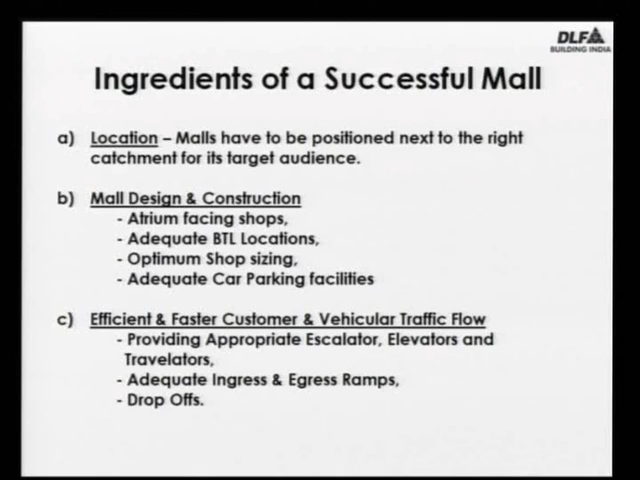 DLF
BUILDING INDIA
Ingredients of a Successful Mall
a) Location – Malls have to be positioned next to the right
catchment for its target audience.
b) Mall Design & Construction
- Atrium facing shops,
- Adequate BTL Locations,
- Optimum Shop sizing,
- Adequate Car Parking facilities
c) Efficient & Faster Customer & Vehicular Traffic Flow
- Providing Appropriate Escalator, Elevators and
Travelators,
- Adequate Ingress & Egress Ramps,
- Drop Offs.